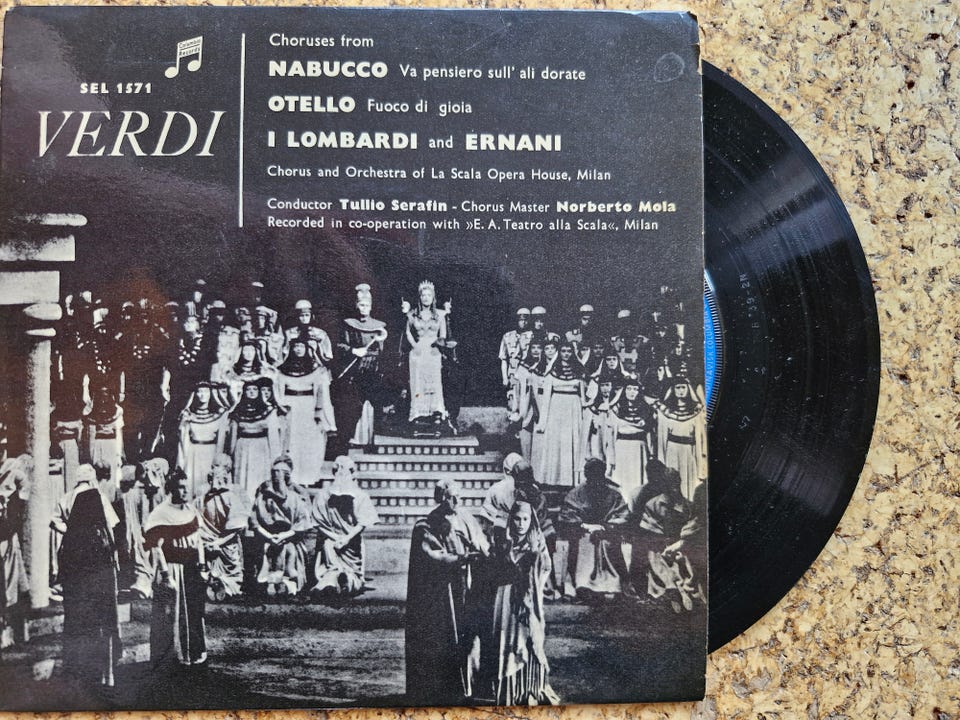 Columbia
Records
SEL 1571
VERDI
Choruses from
NABUCCO Va pensiero sull' ali dorate
OTELLO Fuoco di gioia
I LOMBARDI and ERNANI
Chorus and Orchestra of La Scala Opera House, Milan
Conductor Tullio Serafin - Chorus Master Norberto Mola
Recorded in co-operation with »E. A. Teatro alla Scala«, Milan